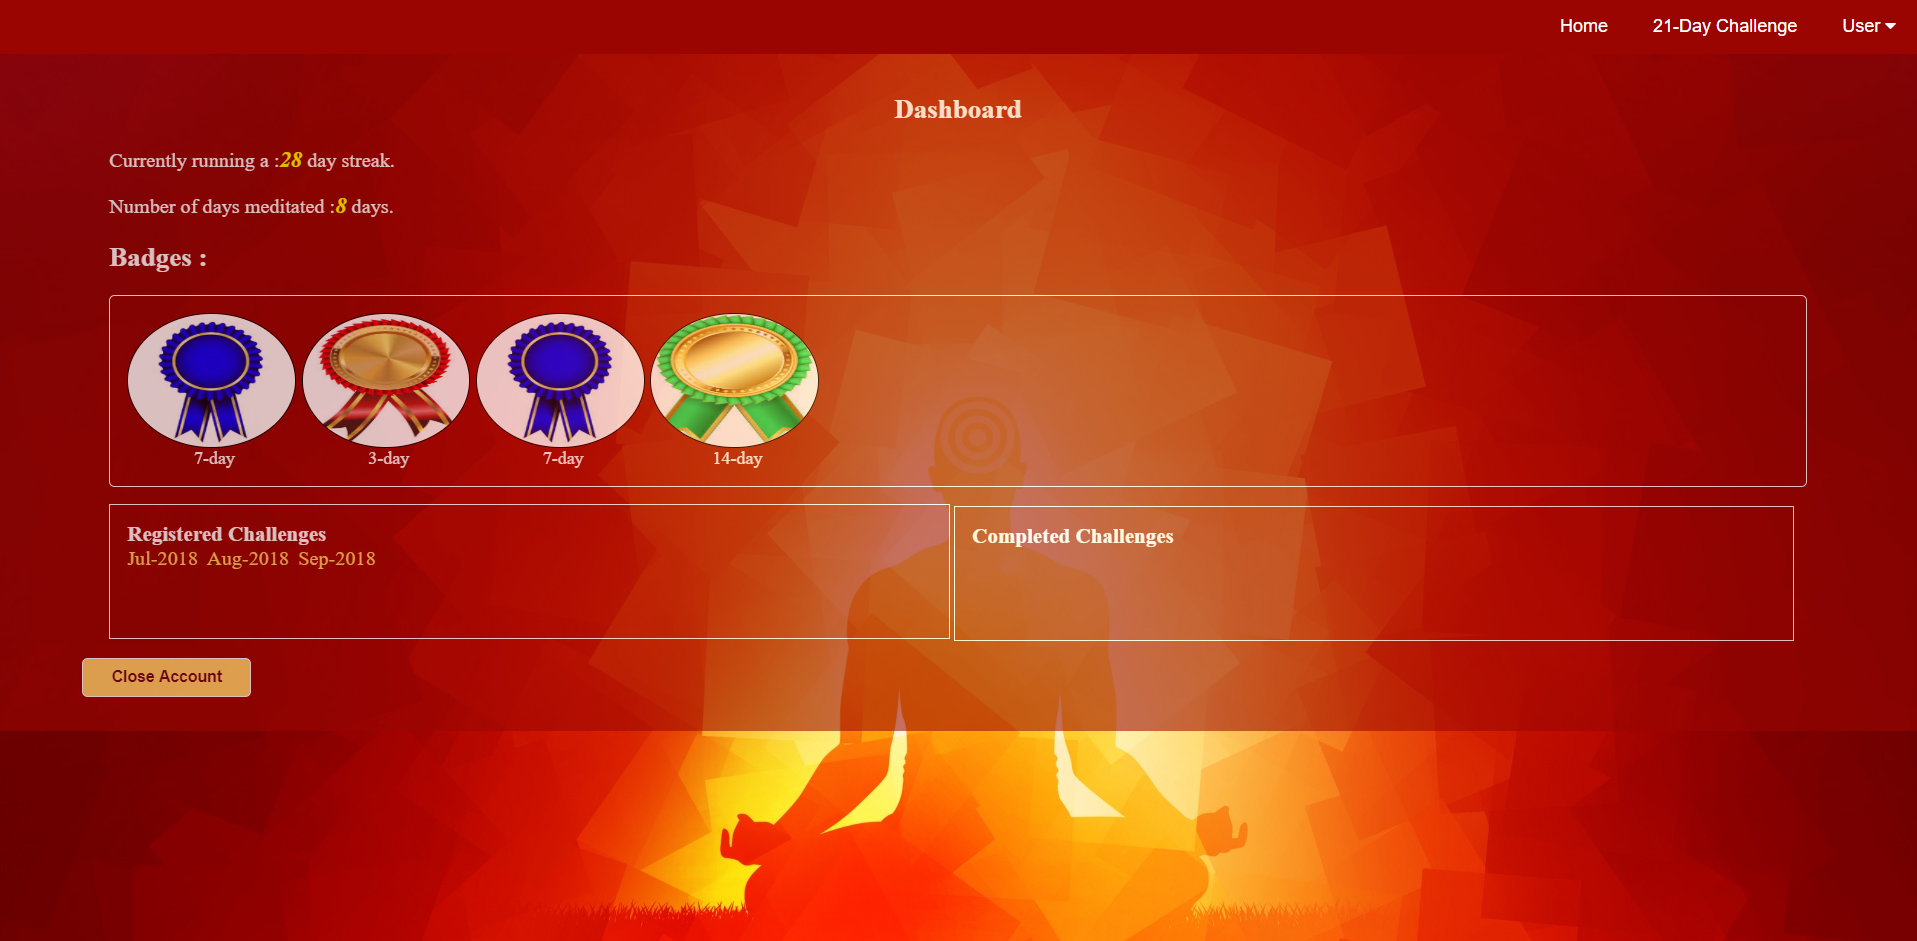 Home 21-Day Challenge User
Dashboard
Currently running a :28 day streak.
Number of days meditated :8 days.
Badges :
7-day 3-day 7-day 14-day
Registered Challenges
Jul-2018 Aug-2018 Sep-2018
Completed Challenges
Close Account